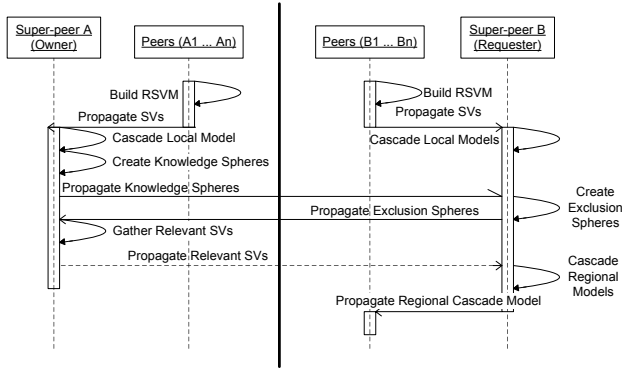 Super-peer A
(Owner)
Peers (A1 ... An)
Peers (B1 ... Bn)
Super-peer B
(Requester)
Build RSVM
Build RSVM
Propagate SVs
Propagate SVs
Cascade Local Model
Cascade Local Models
Create Knowledge Spheres
Propagate Knowledge Spheres
Create
Exclusion
Spheres
Propagate Exclusion Spheres
Gather Relevant SVs
Propagate Relevant SVs
Cascade
Regional
Models
Propagate Regional Cascade Model